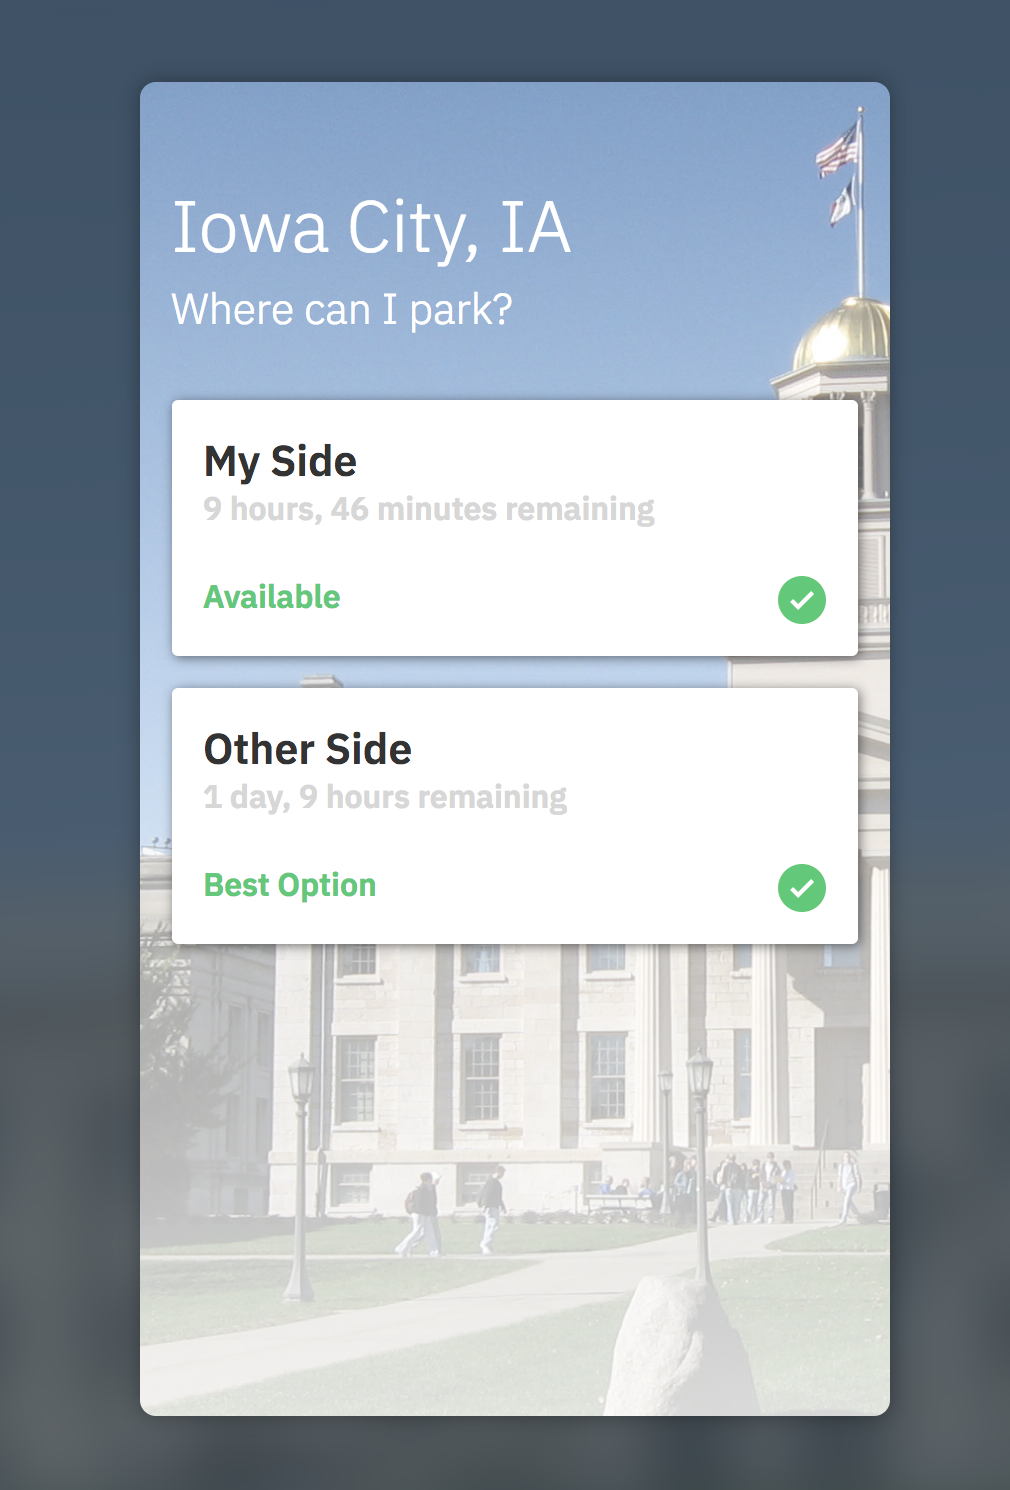 Iowa City, IA
Where can I park?
My Side
9 hours, 46 minutes remaining
Available
Other Side
1 day, 9 hours remaining
Best Option